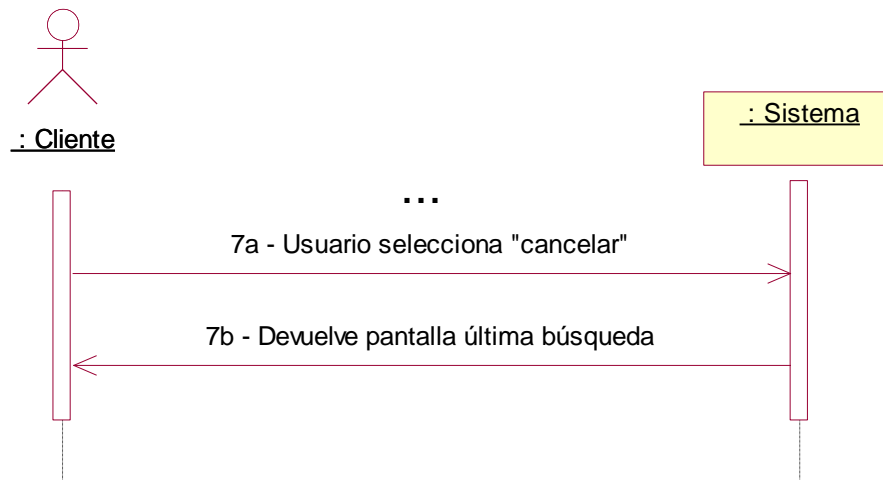 : Cliente
: Sistema
...
7a - Usuario selecciona "cancelar"
7b - Devuelve pantalla última búsqueda